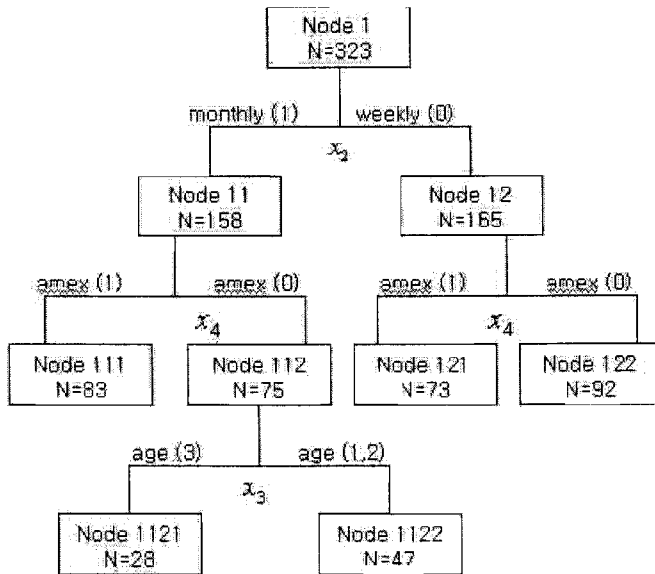 Node 1
N=323
monthly (1) weekly (0)
x₂
Node 11
N=158
Node 12
N=165
amex (1) amex (0) amex (1) amex (0)
x₄ x₄
Node 111
N=83
Node 112
N=75
Node 121
N=73
Node 122
N=92
age (3) age (1,2)
x₃
Node 1121
N=28
Node 1122
N=47